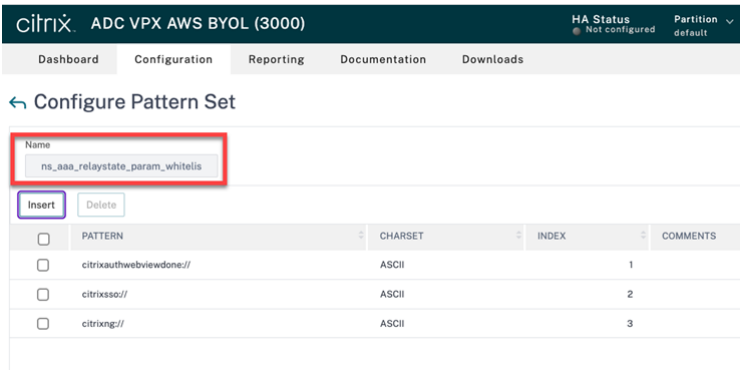 citrix. ADC VPX AWS BYOL (3000)
HA Status
Not configured
Partition
default
Dashboard Configuration Reporting Documentation Downloads
Configure Pattern Set
Name
ns_aaa_relaystate_param_whitelis
Insert Delete
PATTERN CHARSET INDEX COMMENTS
citrixauthwebviewdone:// ASCII 1
citrixsso:// ASCII 2
citrixng:// ASCII 3